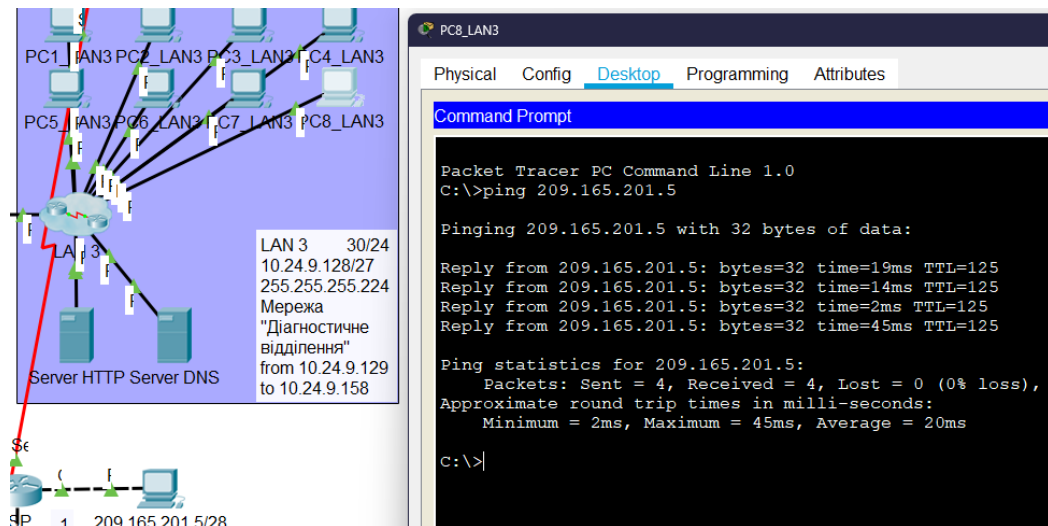 PC1_LAN3 PC2_LAN3 PC3_LAN3 PC4_LAN3
PC5_LAN3 PC6_LAN3 PC7_LAN3 PC8_LAN3
LAN 3
LAN 3 30/24
10.24.9.128/27
255.255.255.224
Мережа
"Діагностичне
відділення"
from 10.24.9.129
to 10.24.9.158
Server HTTP Server DNS
1 209.165.201.5/28
PC8_LAN3
Physical Config Desktop Programming Attributes
Command Prompt
Packet Tracer PC Command Line 1.0
C:\>ping 209.165.201.5
Pinging 209.165.201.5 with 32 bytes of data:
Reply from 209.165.201.5: bytes=32 time=19ms TTL=125
Reply from 209.165.201.5: bytes=32 time=14ms TTL=125
Reply from 209.165.201.5: bytes=32 time=2ms TTL=125
Reply from 209.165.201.5: bytes=32 time=45ms TTL=125
Ping statistics for 209.165.201.5:
Packets: Sent = 4, Received = 4, Lost = 0 (0% loss),
Approximate round trip times in milli-seconds:
Minimum = 2ms, Maximum = 45ms, Average = 20ms
C:\>